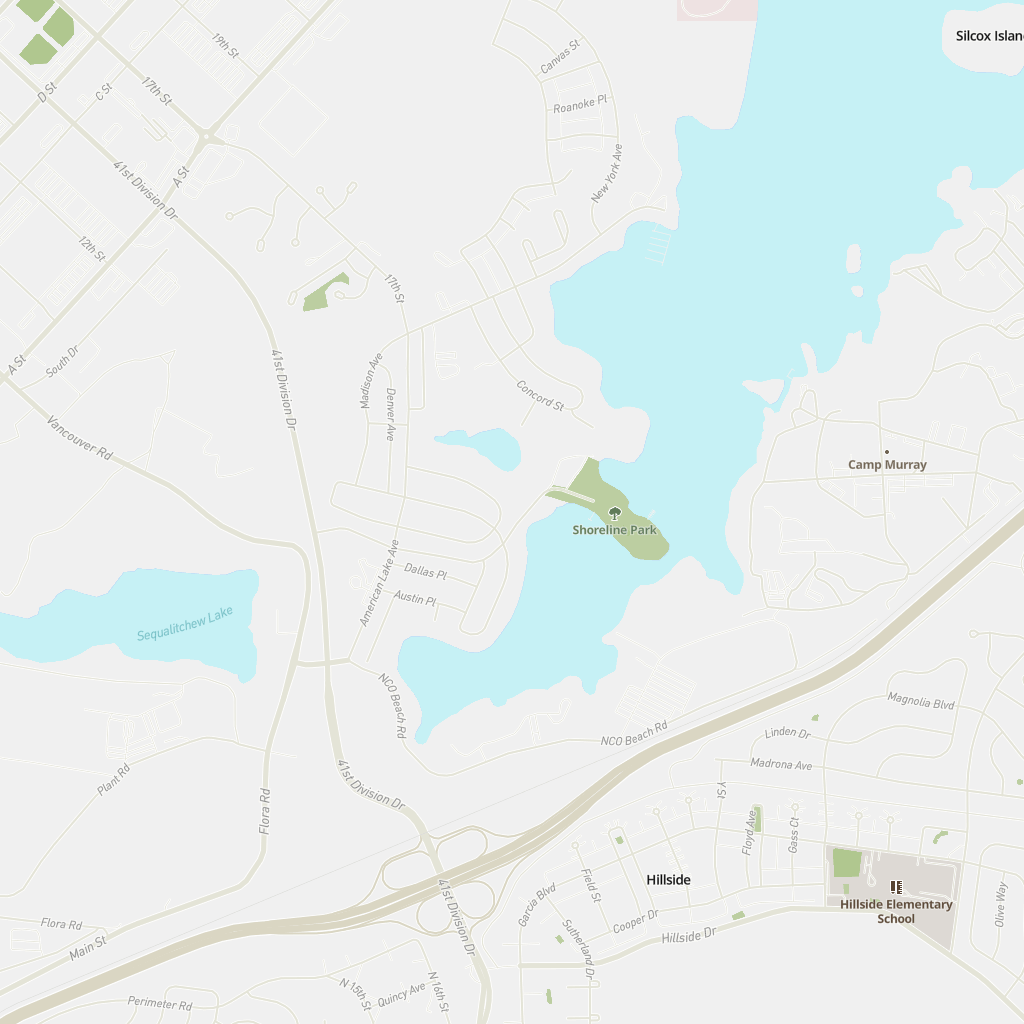 Silcox Islan
19th St
Canvas St
D St
C St
17th St
Roanoke Pl
A St
New York Ave
41st Division Dr
12th St
17th St
A St
South Dr
Madison Ave
41st Division Dr
Denver Ave
Concord St
Vancouver Rd
Camp Murray
Shoreline Park
American Lake Ave
Dallas Pl
Austin Pl
Sequalitchew Lake
NCO Beach Rd
Magnolia Blvd
NCO Beach Rd
Linden Dr
Madrona Ave
Plant Rd
41st Division Dr
Y St
Flora Rd
Floyd Ave
Gass Ct
Hillside
Field St
Garcia Blvd
41st Division Dr
Hillside Elementary
School
Olive Way
Cooper Dr
Flora Rd
Sutherland Dr
Hillside Dr
Main St
N 15th St
Quincy Ave
N 16th St
Perimeter Rd